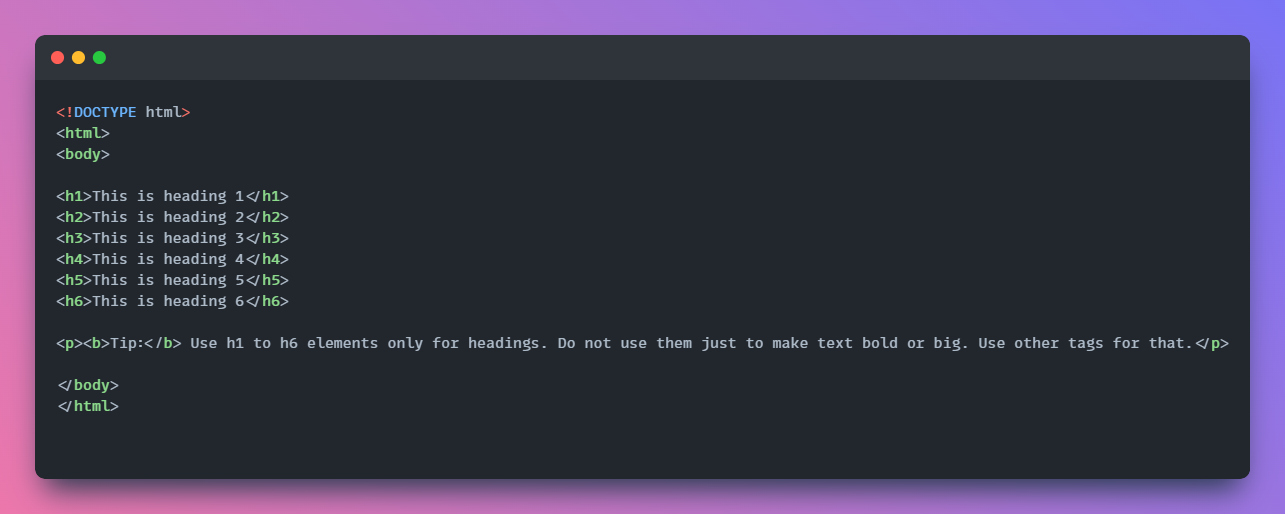 <!DOCTYPE html>
<html>
<body>
<h1>This is heading 1</h1>
<h2>This is heading 2</h2>
<h3>This is heading 3</h3>
<h4>This is heading 4</h4>
<h5>This is heading 5</h5>
<h6>This is heading 6</h6>
<p><b>Tip:</b> Use h1 to h6 elements only for headings. Do not use them just to make text bold or big. Use other tags for that.</p>
</body>
</html>